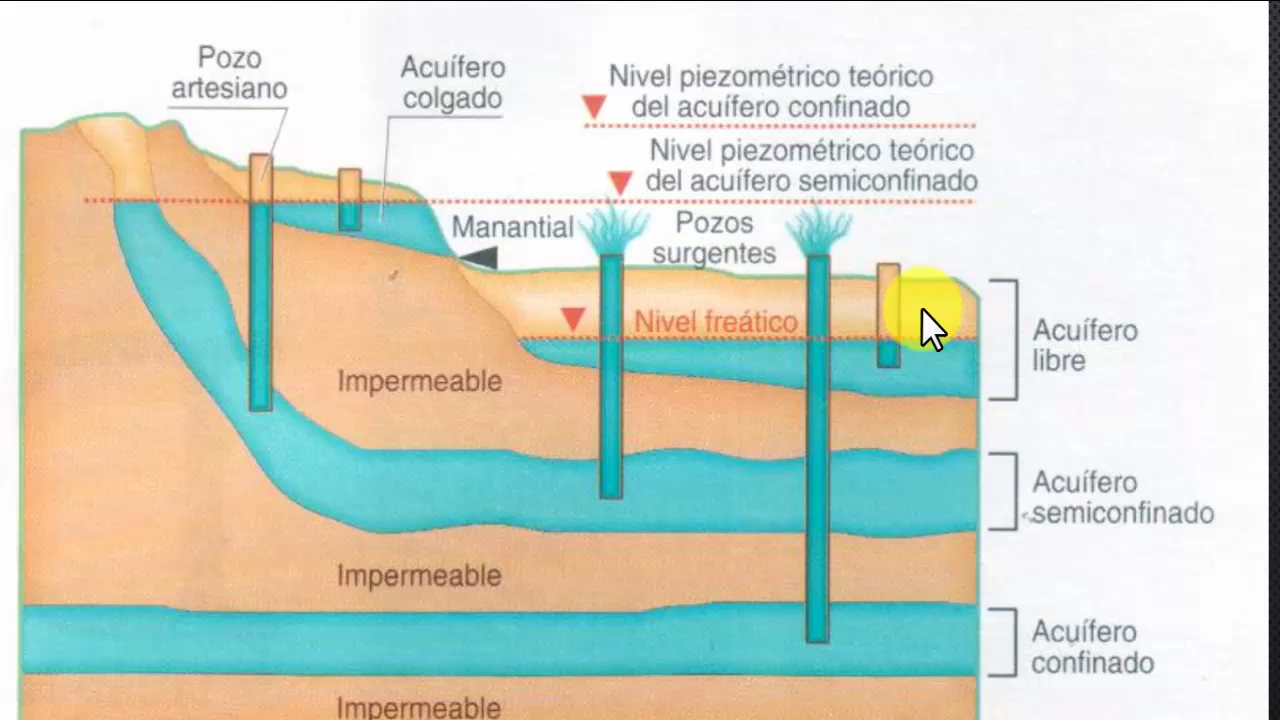 Pozo
artesiano
Acuífero
colgado
Nivel piezométrico teórico
del acuífero confinado
Nivel piezométrico teórico
del acuífero semiconfinado
Manantial
Pozos
surgentes
Nivel freático
Acuífero
libre
Impermeable
Acuífero
semiconfinado
Impermeable
Acuífero
confinado
Impermeable